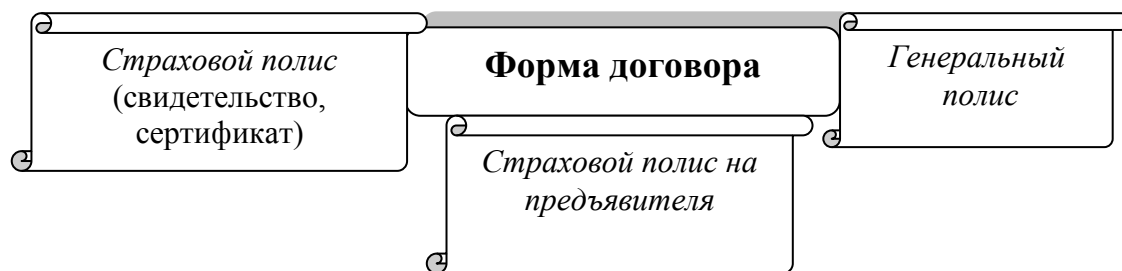 Страховой полис
(свидетельство,
сертификат)
Форма договора
Генеральный
полис
Страховой полис на
предъявителя